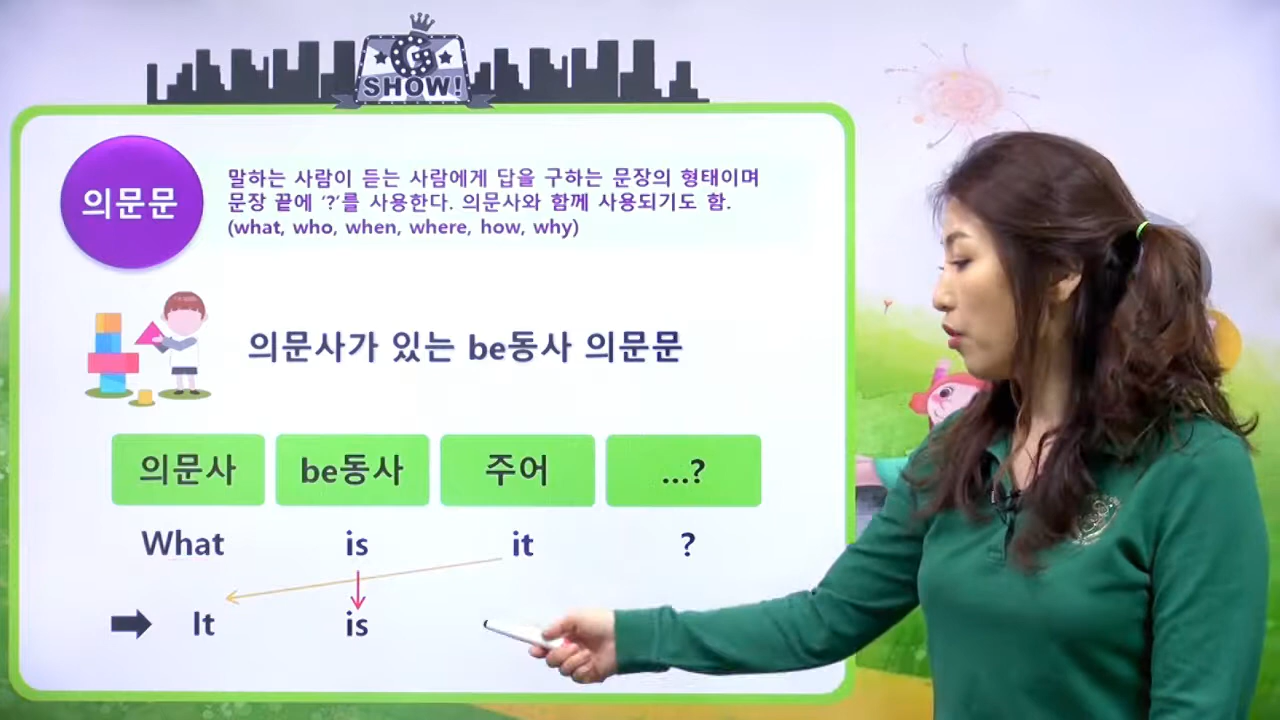 G
SHOW!
의문문
말하는 사람이 듣는 사람에게 답을 구하는 문장의 형태이며
문장 끝에 ‘?’를 사용한다. 의문사와 함께 사용되기도 함.
(what, who, when, where, how, why)
의문사가 있는 be동사 의문문
의문사 be동사 주어 ...?
What is it ?
It is